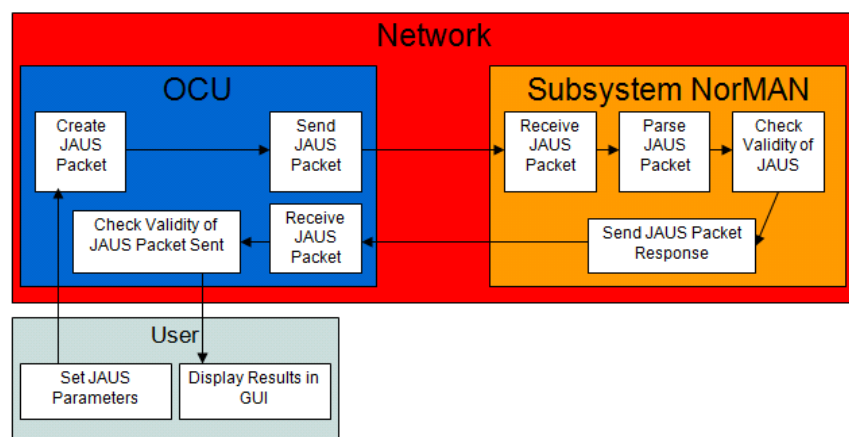 Network
OCU
Subsystem NorMAN
Create
JAUS
Packet
Send
JAUS
Packet
Receive
JAUS
Packet
Parse
JAUS
Packet
Check
Validity of
JAUS
Check Validity of
JAUS Packet Sent
Receive
JAUS
Packet
Send JAUS Packet
Response
User
Set JAUS
Parameters
Display Results in
GUI